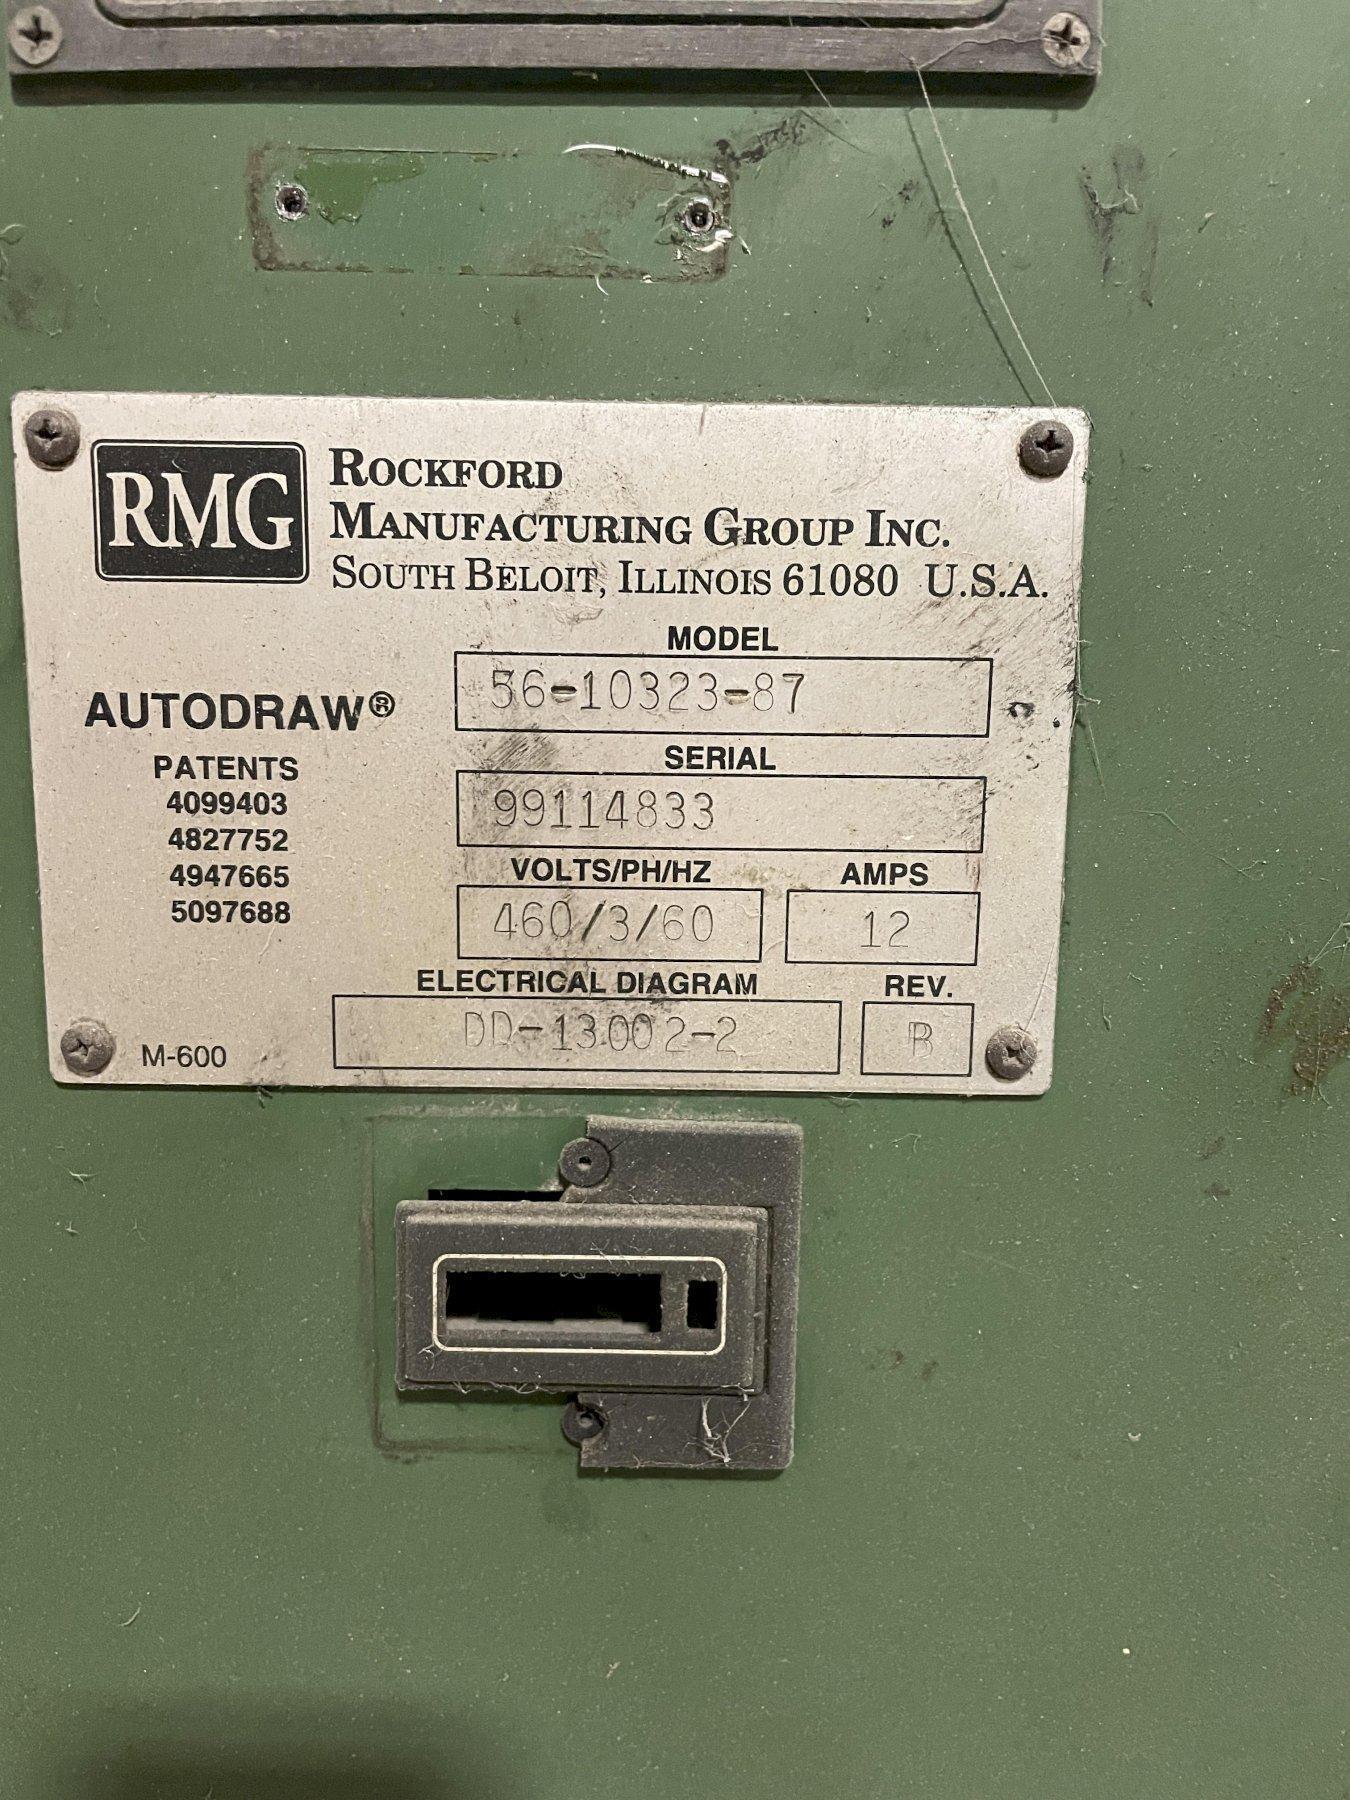 RMG
ROCKFORD
MANUFACTURING GROUP INC.
SOUTH BELOIT, ILLINOIS 61080 U.S.A.
MODEL
56-10323-87
AUTODRAW®
PATENTS
4099403
4827752
4947665
5097688
SERIAL
99114833
VOLTS/PH/HZ
460/3/60
AMPS
12
ELECTRICAL DIAGRAM
DD-13002-2
REV.
B
M-600